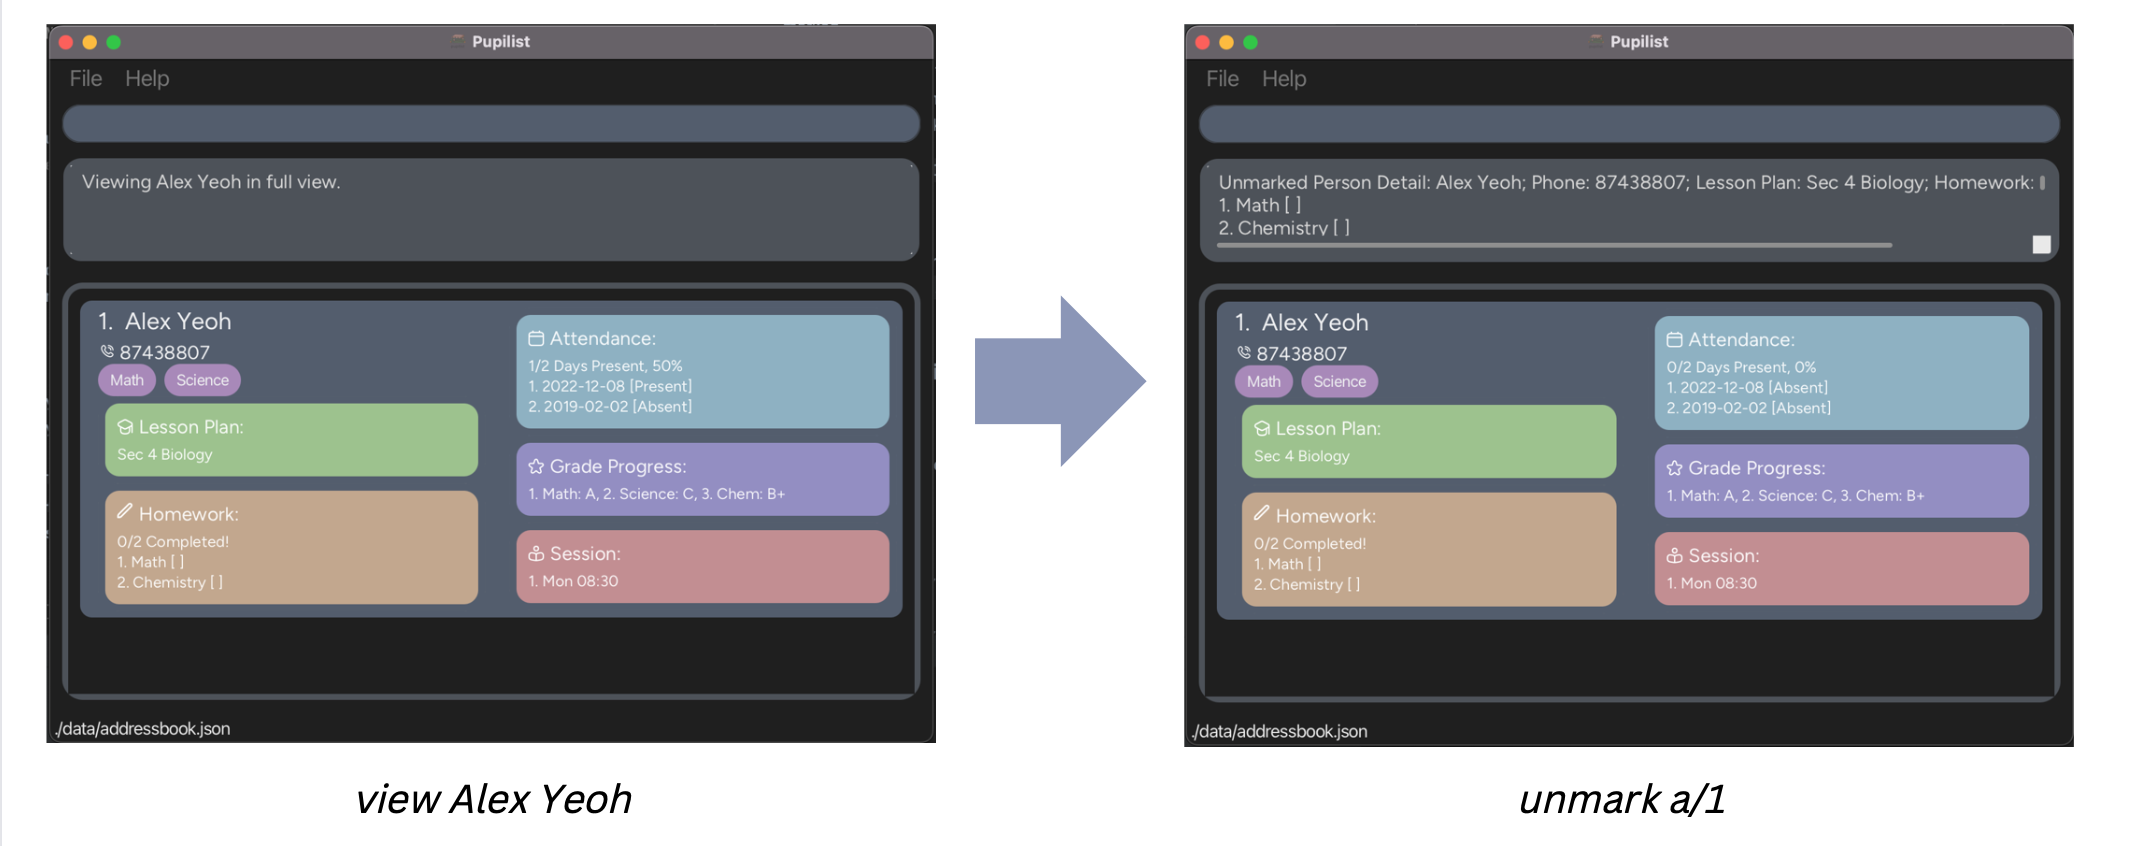 Pupilist
File Help
Viewing Alex Yeoh in full view.
1. Alex Yeoh
87438807
Math Science
Lesson Plan:
Sec 4 Biology
Homework:
0/2 Completed!
1. Math [ ]
2. Chemistry [ ]
Attendance:
1/2 Days Present, 50%
1. 2022-12-08 [Present]
2. 2019-02-02 [Absent]
Grade Progress:
1. Math: A, 2. Science: C, 3. Chem: B+
Session:
1. Mon 08:30
./data/addressbook.json
view Alex Yeoh
Pupilist
File Help
Unmarked Person Detail: Alex Yeoh; Phone: 87438807; Lesson Plan: Sec 4 Biology; Homework:
1. Math [ ]
2. Chemistry [ ]
1. Alex Yeoh
87438807
Math Science
Lesson Plan:
Sec 4 Biology
Homework:
0/2 Completed!
1. Math [ ]
2. Chemistry [ ]
Attendance:
0/2 Days Present, 0%
1. 2022-12-08 [Absent]
2. 2019-02-02 [Absent]
Grade Progress:
1. Math: A, 2. Science: C, 3. Chem: B+
Session:
1. Mon 08:30
./data/addressbook.json
unmark a/1